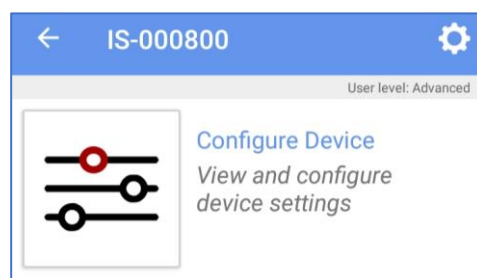 IS-000800
User level: Advanced
Configure Device
View and configure
device settings